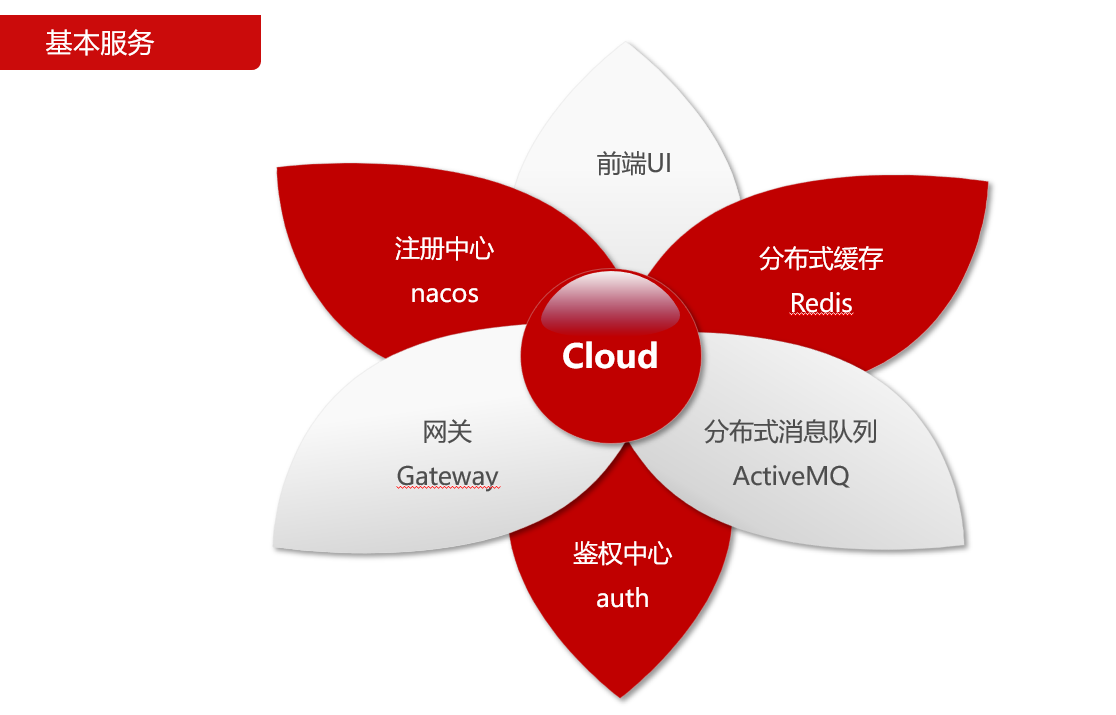 基本服务
前端UI
注册中心
nacos
分布式缓存
Redis
Cloud
网关
Gateway
分布式消息队列
ActiveMQ
鉴权中心
auth